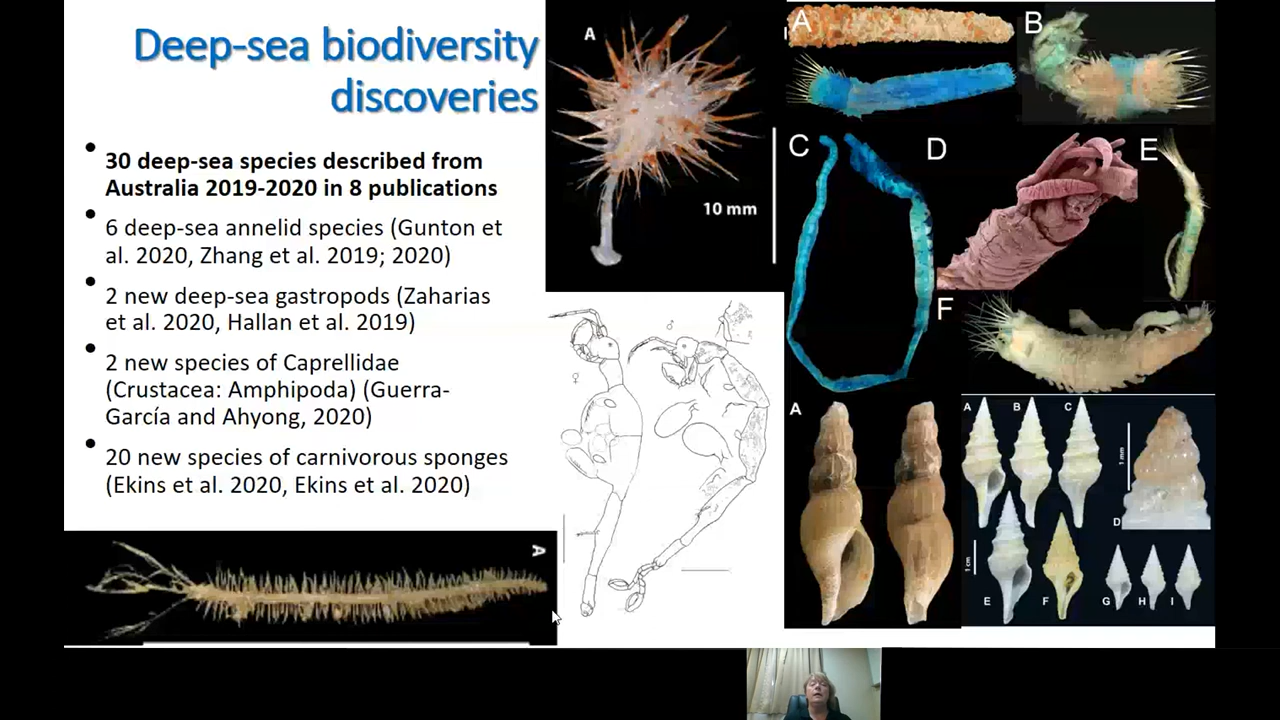 Deep-sea biodiversity
discoveries
• 30 deep-sea species described from
Australia 2019-2020 in 8 publications
• 6 deep-sea annelid species (Gunton et
al. 2020, Zhang et al. 2019; 2020)
• 2 new deep-sea gastropods (Zaharias
et al. 2020, Hallan et al. 2019)
• 2 new species of Caprellidae
(Crustacea: Amphipoda) (Guerra-
García and Ahyong, 2020)
• 20 new species of carnivorous sponges
(Ekins et al. 2020, Ekins et al. 2020)
A
A
10 mm
A
B
C
D
E
F
A
A
B
C
1 mm
D
1 cm
E
F
G
H
I